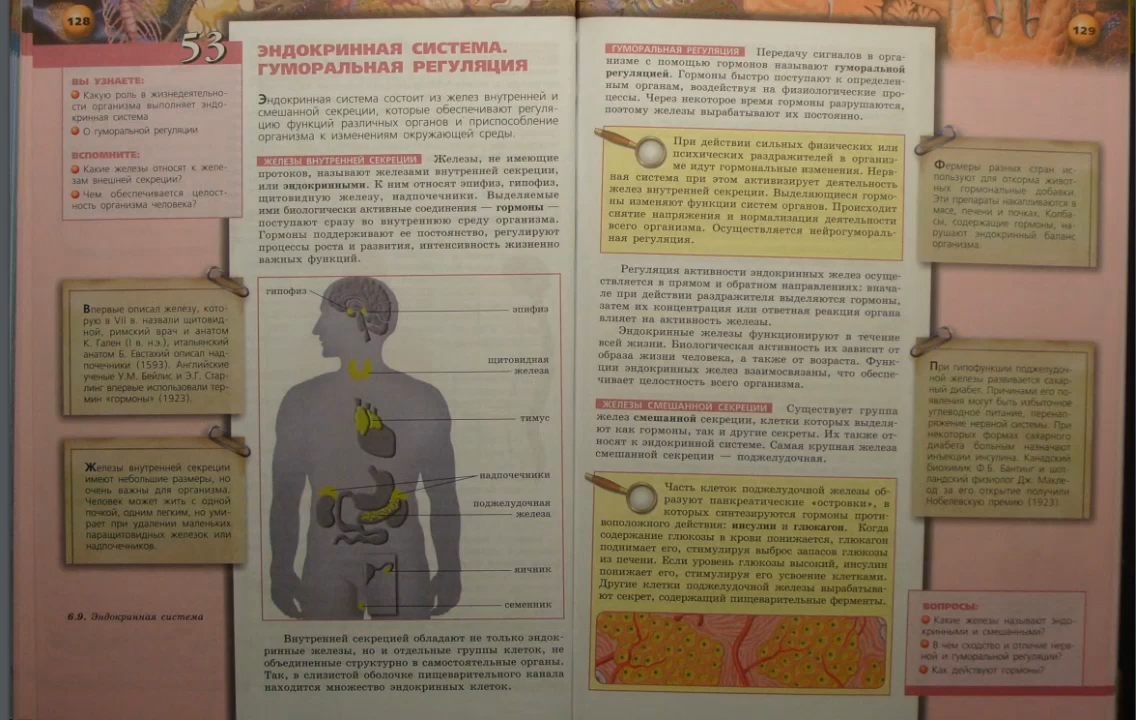 128
53
ВЫ УЗНАЕТЕ:
Какую роль в жизнедеятельно-
сти организма выполняет эндо-
кринная система
О гуморальной регуляции
ВСПОМНИТЕ:
Какие железы относят к желе-
зам внешней секреции?
Чем обеспечивается целост-
ность организма человека?
Впервые описал железу, кото-
рую в VII в. назвали щитовид-
ной, римский врач и анатом
К. Гален (I в. н.э.), итальянский
анатом Б. Евстахий описал над-
почечники (1593). Английские
ученые У.М. Бейлис и Э.Г. Стар-
линг впервые использовали тер-
мин «гормоны» (1923).
Железы внутренней секреции
имеют небольшие размеры, но
очень важны для организма.
Человек может жить с одной
почкой, одним легким, но уми-
рает при удалении маленьких
паращитовидных железок или
надпочечников.
6.9. Эндокринная система
ЭНДОКРИННАЯ СИСТЕМА.
ГУМОРАЛЬНАЯ РЕГУЛЯЦИЯ
Эндокринная система состоит из желез внутренней и
смешанной секреции, которые обеспечивают регуля-
цию функций различных органов и приспособление
организма к изменениям окружающей среды.
ЖЕЛЕЗЫ ВНУТРЕННЕЙ СЕКРЕЦИИ Железы, не имеющие
протоков, называют железами внутренней секреции,
или эндокринными. К ним относят эпифиз, гипофиз,
щитовидную железу, надпочечники. Выделяемые
ими биологически активные соединения — гормоны —
поступают сразу во внутреннюю среду организма.
Гормоны поддерживают ее постоянство, регулируют
процессы роста и развития, интенсивность жизненно
важных функций.
гипофиз
эпифиз
щитовидная
железа
тимус
надпочечники
поджелудочная
железа
яичник
семенник
Внутренней секрецией обладают не только эндок-
ринные железы, но и отдельные группы клеток, не
объединенные структурно в самостоятельные органы.
Так, в слизистой оболочке пищеварительного канала
находится множество эндокринных клеток.
129
ГУМОРАЛЬНАЯ РЕГУЛЯЦИЯ Передачу сигналов в орга-
низме с помощью гормонов называют гуморальной
регуляцией. Гормоны быстро поступают к определен-
ным органам, воздействуя на физиологические про-
цессы. Через некоторое время гормоны разрушаются,
поэтому железы вырабатывают их постоянно.
При действии сильных физических или
психических раздражителей в организ-
ме идут гормональные изменения. Нерв-
ная система при этом активизирует деятельность
желез внутренней секреции. Выделяющиеся гормо-
ны изменяют функции систем органов. Происходит
снятие напряжения и нормализация деятельности
всего организма. Осуществляется нейрогумораль-
ная регуляция.
Регуляция активности эндокринных желез осуще-
ствляется в прямом и обратном направлениях: внача-
ле при действии раздражителя выделяются гормоны,
затем их концентрация или ответная реакция органа
влияет на активность железы.
Эндокринные железы функционируют в течение
всей жизни. Биологическая активность их зависит от
образа жизни человека, а также от возраста. Функ-
ции эндокринных желез взаимосвязаны, что обеспе-
чивает целостность всего организма.
ЖЕЛЕЗЫ СМЕШАННОЙ СЕКРЕЦИИ Существует группа
желез смешанной секреции, клетки которых выделя-
ют как гормоны, так и другие секреты. Их также от-
носят к эндокринной системе. Самая крупная железа
смешанной секреции — поджелудочная.
Часть клеток поджелудочной железы об-
разуют панкреатические «островки», в
которых синтезируются гормоны проти-
воположного действия: инсулин и глюкагон. Когда
содержание глюкозы в крови понижается, глюкагон
поднимает его, стимулируя выброс запасов глюкозы
из печени. Если уровень глюкозы высокий, инсулин
понижает его, стимулируя его усвоение клетками.
Другие клетки поджелудочной железы вырабатыва-
ют секрет, содержащий пищеварительные ферменты.
Фермеры разных стран ис-
пользуют для откорма живот-
ных гормональные добавки.
Эти препараты накапливаются в
мясе, печени и почках. Колба-
сы, содержащие гормоны, на-
рушают эндокринный баланс
организма.
При гипофункции поджелудоч-
ной железы развивается сахар-
ный диабет. Причинами его по-
явления могут быть избыточное
углеводное питание, перенап-
ряжение нервной системы. При
некоторых формах сахарного
диабета больным назначают
инъекции инсулина. Канадский
биохимик Ф.Б. Бантинг и шот-
ландский физиолог Дж. Макле-
од за его открытие получили
Нобелевскую премию (1923).
ВОПРОСЫ:
Какие железы называют эндо-
кринными и смешанными?
В чем сходство и отличие нерв-
ной и гуморальной регуляции?
Как действуют гормоны?